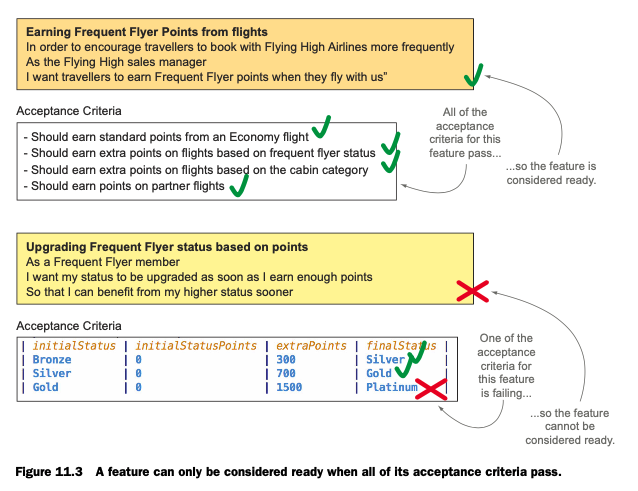 Earning Frequent Flyer Points from flights
In order to encourage travellers to book with Flying High Airlines more frequently
As the Flying High sales manager
I want travellers to earn Frequent Flyer points when they fly with us”
Acceptance Criteria
- Should earn standard points from an Economy flight
- Should earn extra points on flights based on frequent flyer status
- Should earn extra points on flights based on the cabin category
- Should earn points on partner flights
All of the
acceptance
criteria for this
feature pass...
...so the feature is
considered ready.
Upgrading Frequent Flyer status based on points
As a Frequent Flyer member
I want my status to be upgraded as soon as I earn enough points
So that I can benefit from my higher status sooner
Acceptance Criteria
| initialStatus | initialStatusPoints | extraPoints | finalStatus |
| Bronze | 0 | 300 | Silver |
| Silver | 0 | 700 | Gold |
| Gold | 0 | 1500 | Platinum |
One of the
acceptance
criteria for
this feature
is failing...
...so the feature
cannot be
considered ready.
Figure 11.3 A feature can only be considered ready when all of its acceptance criteria pass.